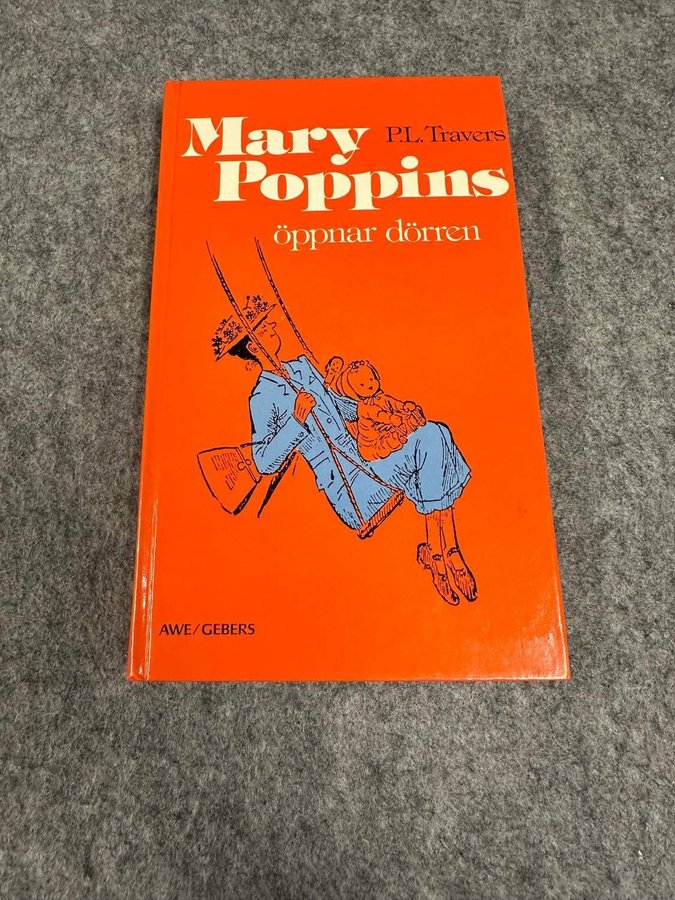 Mary P.L. Travers
Poppins
öppnar dörren
AWE/GEBERS